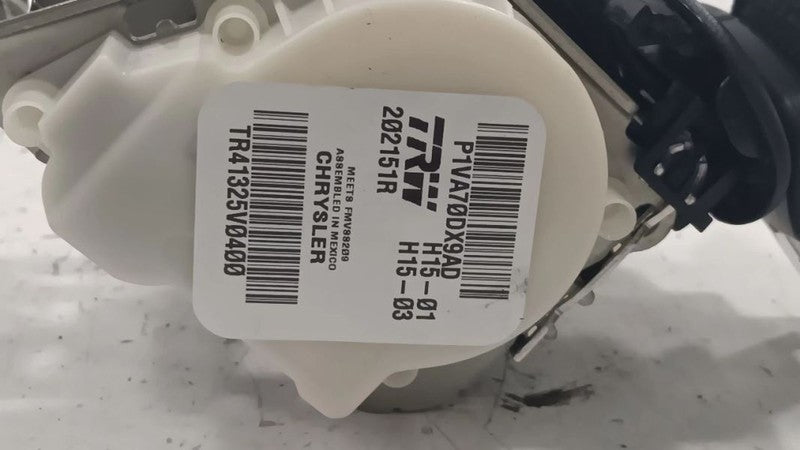 P1VA70DX9AD
TRW H15-01
202151R H15-03
CHRYSLER
ASSEMBLED IN MEXICO
MEETS FMVSS209
TR41325V0400